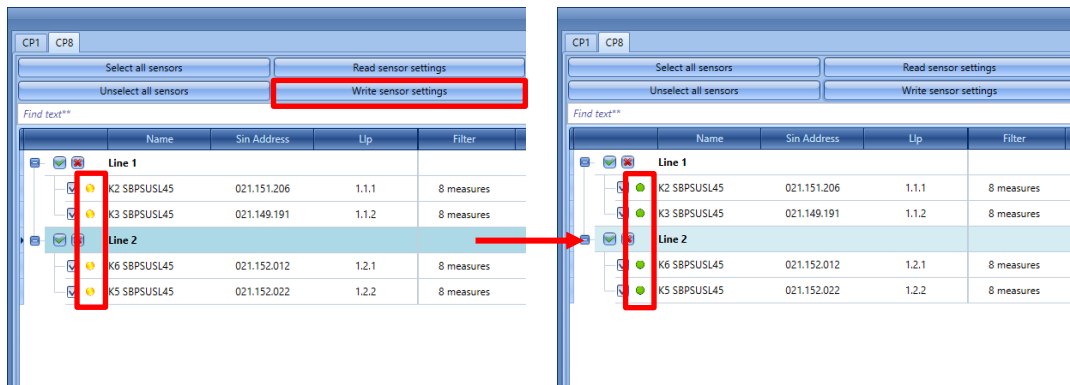 CP1 CP8
Select all sensors Read sensor settings
Unselect all sensors Write sensor settings
Find text**
Name Sin Address Llp Filter
Line 1
K2 SBPSUSL45 021.151.206 1.1.1 8 measures
K3 SBPSUSL45 021.149.191 1.1.2 8 measures
Line 2
K6 SBPSUSL45 021.152.012 1.2.1 8 measures
K5 SBPSUSL45 021.152.022 1.2.2 8 measures
CP1 CP8
Select all sensors Read sensor settings
Unselect all sensors Write sensor settings
Find text**
Name Sin Address Llp Filter
Line 1
K2 SBPSUSL45 021.151.206 1.1.1 8 measures
K3 SBPSUSL45 021.149.191 1.1.2 8 measures
Line 2
K6 SBPSUSL45 021.152.012 1.2.1 8 measures
K5 SBPSUSL45 021.152.022 1.2.2 8 measures